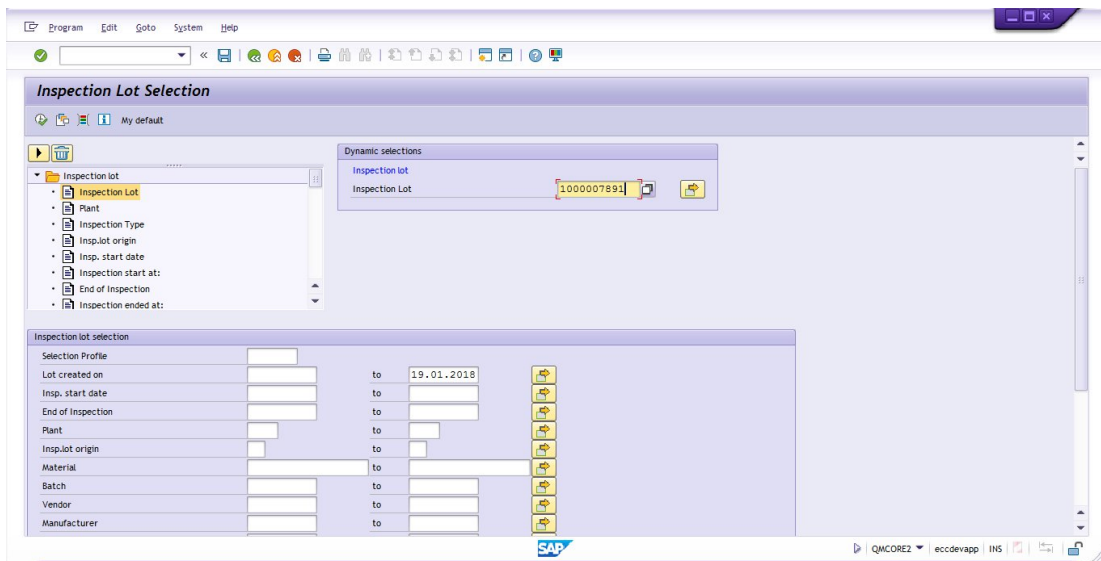 Program Edit Goto System Help
Inspection Lot Selection
My default
Dynamic selections
Inspection lot
Inspection Lot 1000007891
Inspection lot
Inspection Lot
Plant
Inspection Type
Insp.lot origin
Insp. start date
Inspection start at:
End of Inspection
Inspection ended at:
Inspection lot selection
Selection Profile
Lot created on to 19.01.2018
Insp. start date to
End of Inspection to
Plant to
Insp.lot origin to
Material to
Batch to
Vendor to
Manufacturer to
SAP
QMCORE2 eccdevapp INS